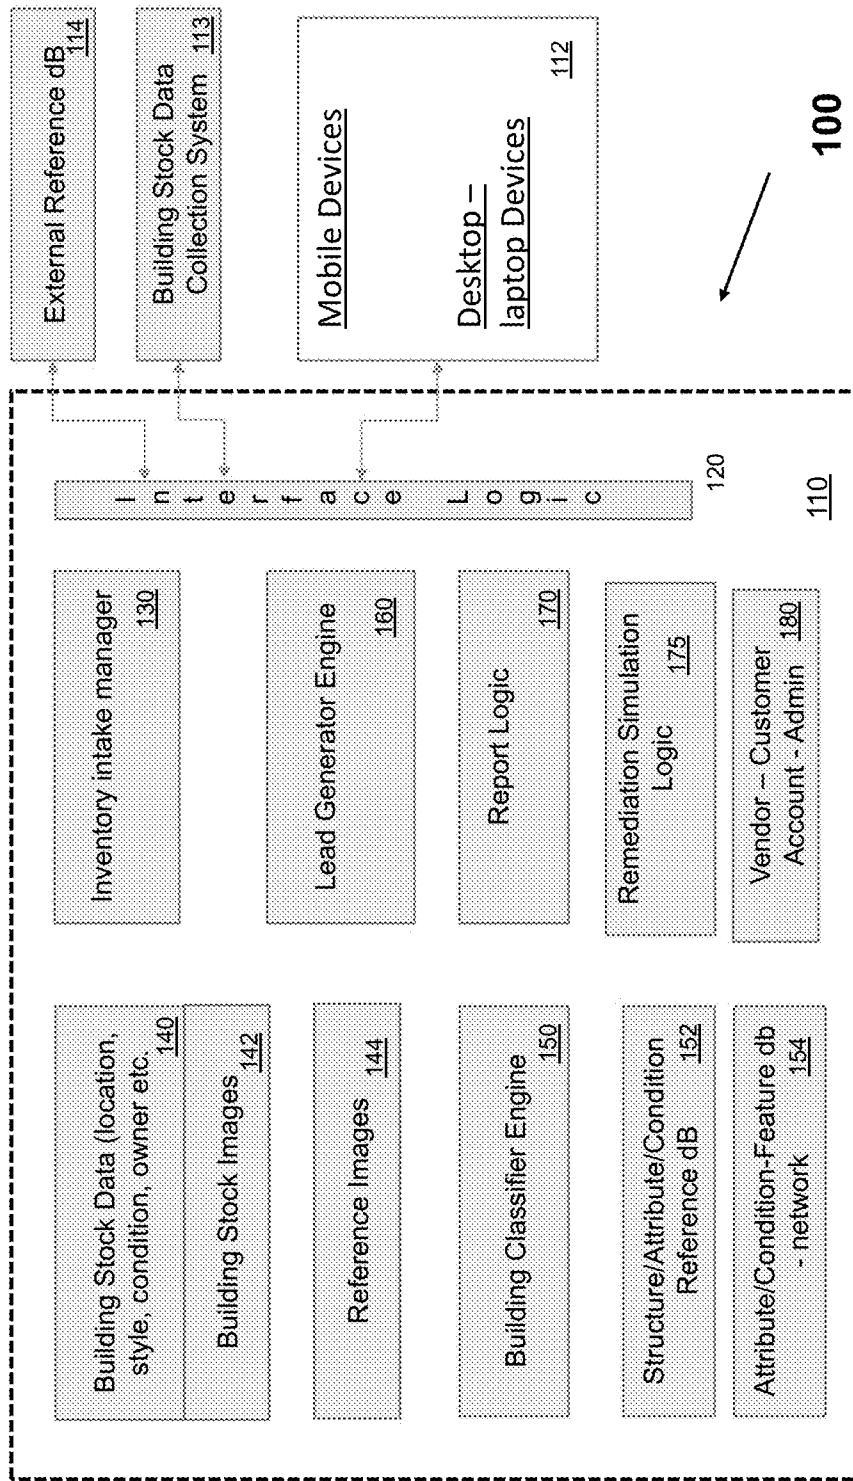 Building Stock Data (location,
style, condition, owner etc.
140
Building Stock Images
142
Reference Images
144
Building Classifier Engine
150
Structure/Attribute/Condition
Reference dB
152
Attribute/Condition-Feature db
- network
154
Inventory intake manager
130
Lead Generator Engine
160
Report Logic
170
Remediation Simulation
Logic
175
Vendor – Customer
Account - Admin
180
Interface Logic
120
110
External Reference dB
114
Building Stock Data
Collection System
113
Mobile Devices
Desktop –
laptop Devices
112
100